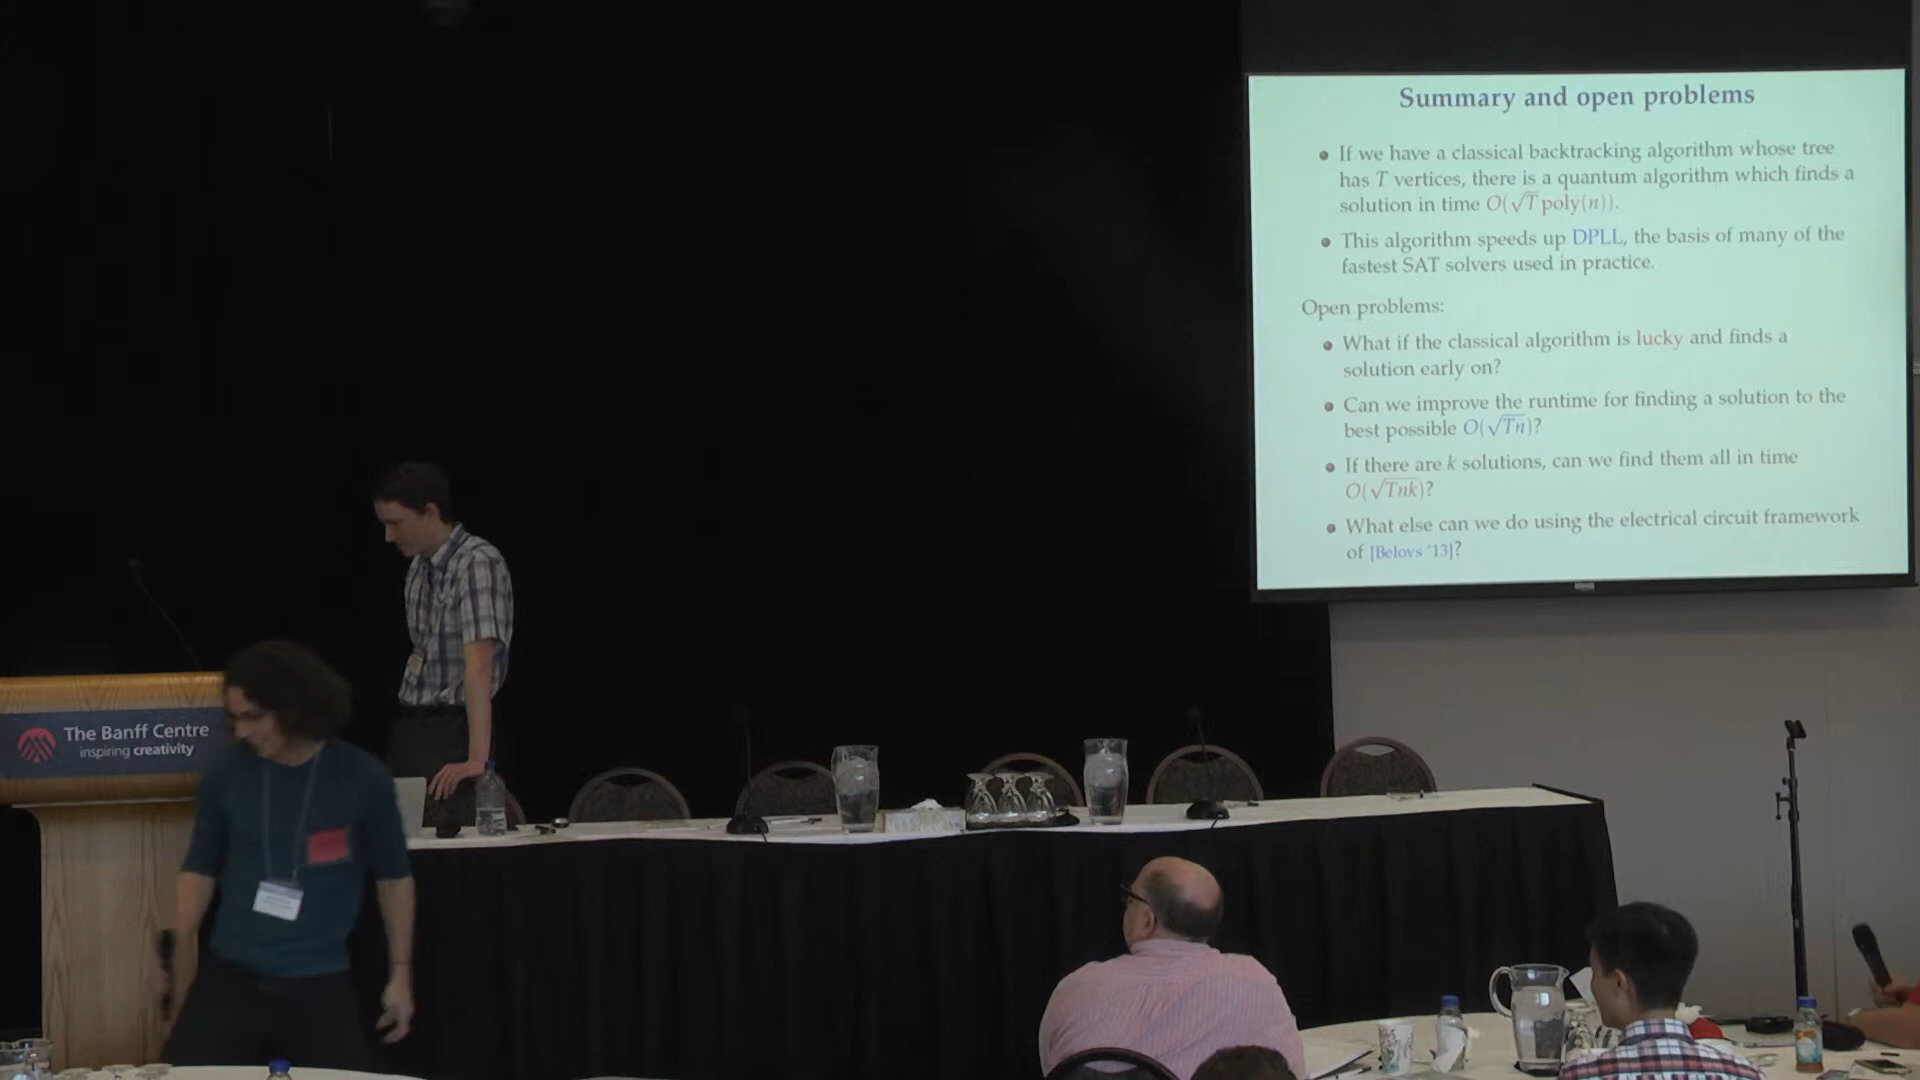 Summary and open problems
If we have a classical backtracking algorithm whose tree
has T vertices, there is a quantum algorithm which finds a
solution in time O(√T poly(n)).
This algorithm speeds up DPLL, the basis of many of the
fastest SAT solvers used in practice.
Open problems:
What if the classical algorithm is lucky and finds a
solution early on?
Can we improve the runtime for finding a solution to the
best possible O(√Tn)?
If there are k solutions, can we find them all in time
O(√Tnk)?
What else can we do using the electrical circuit framework
of [Belovs '13]?
The Banff Centre
inspiring creativity